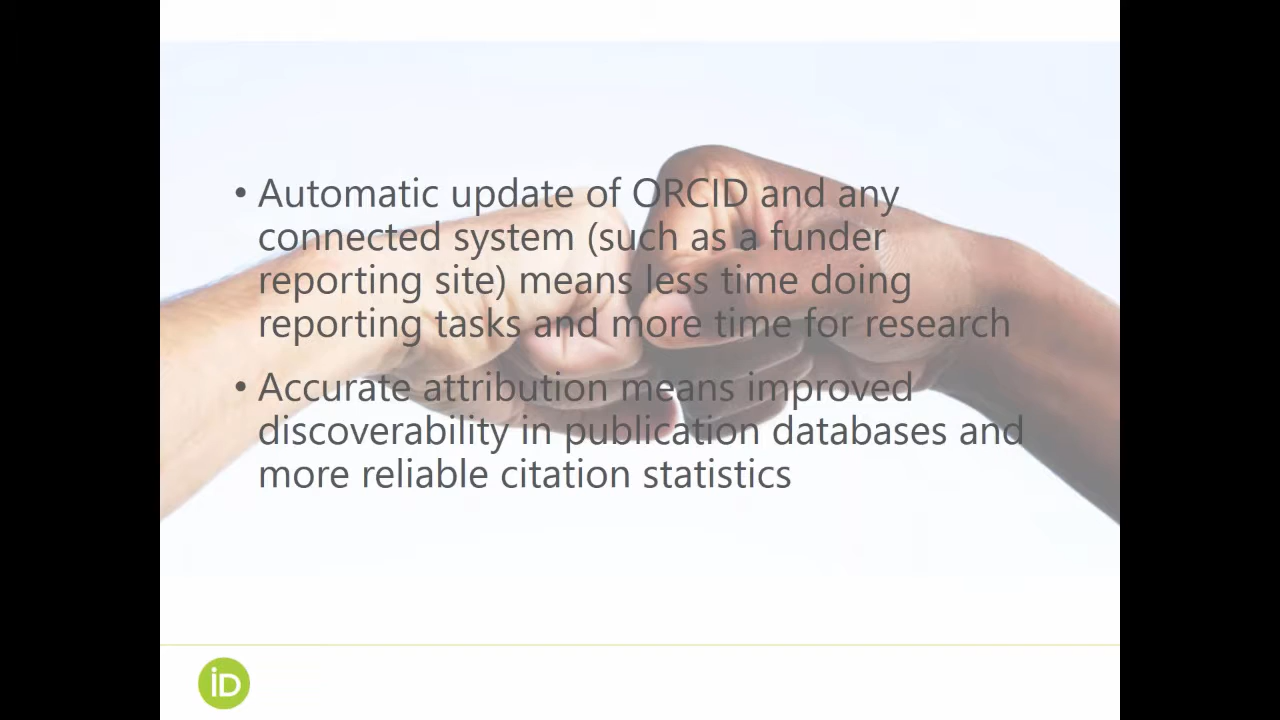 • Automatic update of ORCID and any
connected system (such as a funder
reporting site) means less time doing
reporting tasks and more time for research
• Accurate attribution means improved
discoverability in publication databases and
more reliable citation statistics
iD